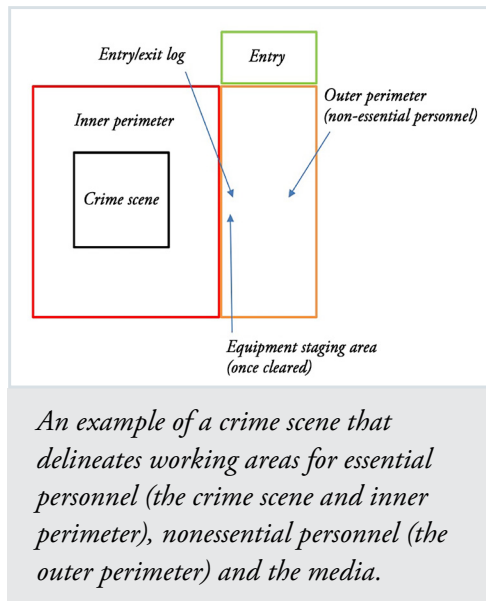 Entry/exit log
Entry
Outer perimeter
(non-essential personnel)
Inner perimeter
Crime scene
Equipment staging area
(once cleared)
An example of a crime scene that
delineates working areas for essential
personnel (the crime scene and inner
perimeter), nonessential personnel (the
outer perimeter) and the media.